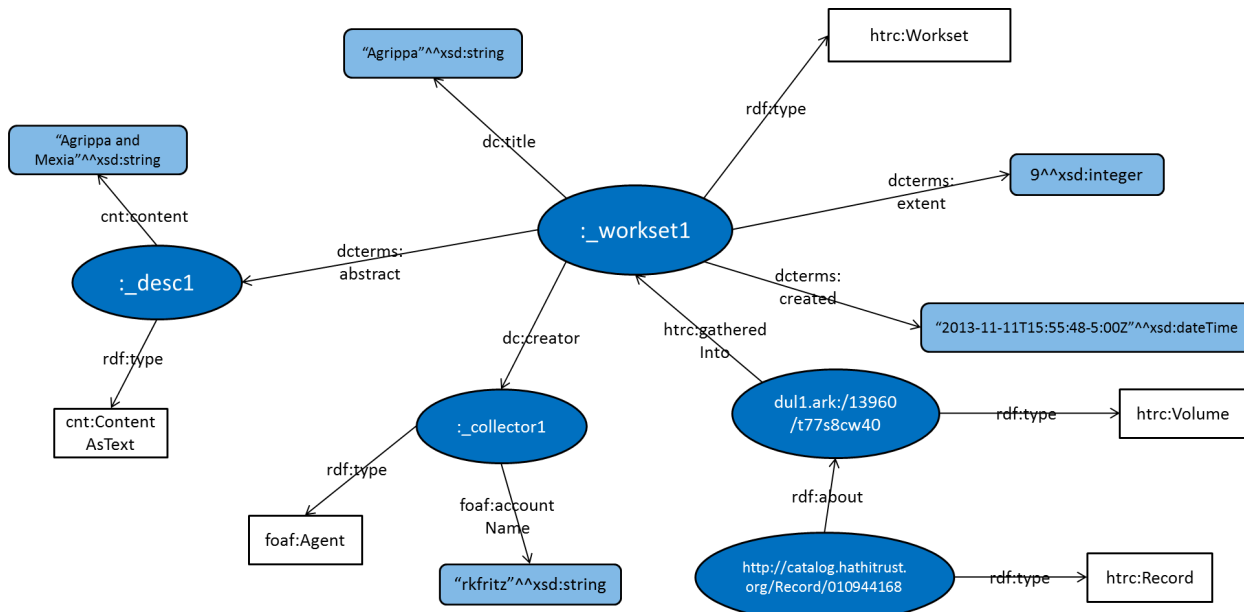 htrc:Workset
“Agrippa”^^xsd:string
rdf:type
dc:title
“Agrippa and
Mexia”^^xsd:string
9^^xsd:integer
dcterms:
extent
cnt:content
:_workset1
dcterms:
abstract
:_desc1
dcterms:
created
“2013-11-11T15:55:48-5:00Z”^^xsd:dateTime
htrc:gathered
Into
dc:creator
rdf:type
cnt:Content
AsText
:_collector1
dul1.ark:/13960
/t77s8cw40
rdf:type
htrc:Volume
rdf:type
foaf:account
Name
rdf:about
foaf:Agent
“rkfritz”^^xsd:string
http://catalog.hathitrust.
org/Record/010944168
rdf:type
htrc:Record